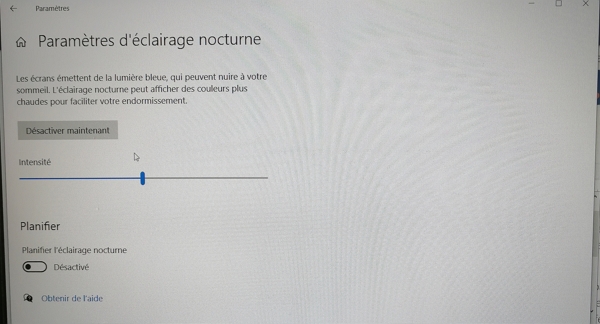 Paramètres
Paramètres d'éclairage nocturne
Les écrans émettent de la lumière bleue, qui peuvent nuire à votre
sommeil. L'éclairage nocturne peut afficher des couleurs plus
chaudes pour faciliter votre endormissement.
Désactiver maintenant
Intensité
Planifier
Planifier l'éclairage nocturne
Désactivé
Obtenir de l'aide